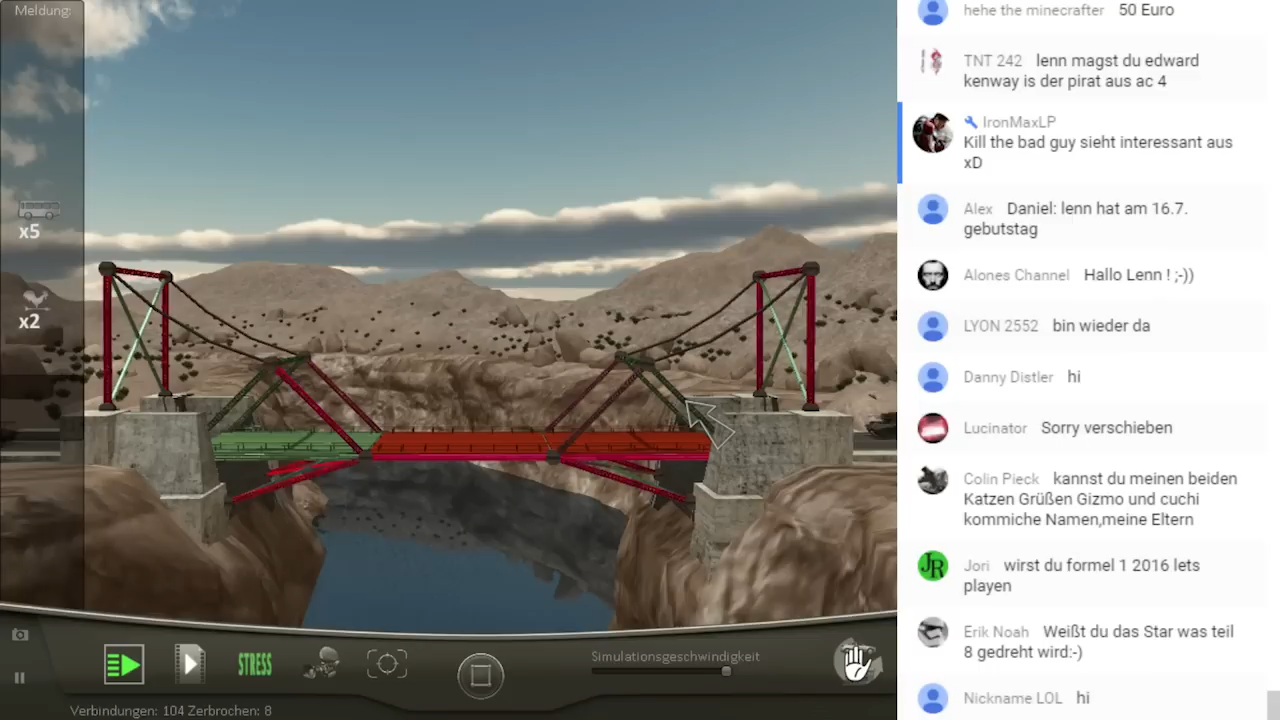 Meldung:
x5
x2
STRESS
Simulationsgeschwindigkeit
Verbindungen: 104 Zerbrochen: 8
hehe the minecrafter 50 Euro
TNT 242 lenn magst du edward
kenway is der pirat aus ac 4
IronMaxLP
Kill the bad guy sieht interessant aus
xD
Alex Daniel: lenn hat am 16.7.
gebutstag
Alones Channel Hallo Lenn ! ;-))
LYON 2552 bin wieder da
Danny Distler hi
Lucinator Sorry verschieben
Colin Pieck kannst du meinen beiden
Katzen Grüßen Gizmo und cuchi
kommiche Namen,meine Eltern
JR
Jori wirst du formel 1 2016 lets
playen
Erik Noah Weißt du das Star was teil
8 gedreht wird:-)
Nickname LOL hi